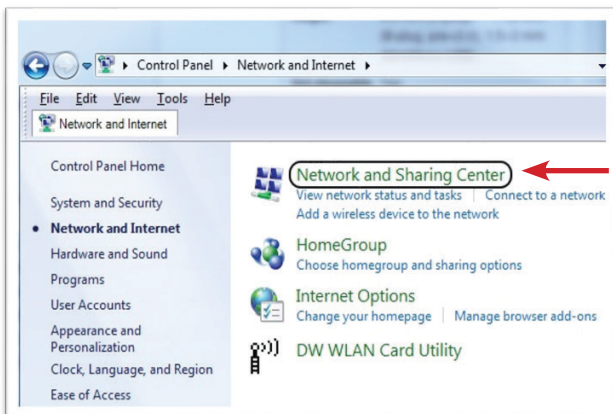 Control Panel ▸ Network and Internet ▸
File Edit View Tools Help
Network and Internet
Control Panel Home
System and Security
Network and Internet
Hardware and Sound
Programs
User Accounts
Appearance and
Personalization
Clock, Language, and Region
Ease of Access
Network and Sharing Center
View network status and tasks Connect to a network
Add a wireless device to the network
HomeGroup
Choose homegroup and sharing options
Internet Options
Change your homepage Manage browser add-ons
DW WLAN Card Utility